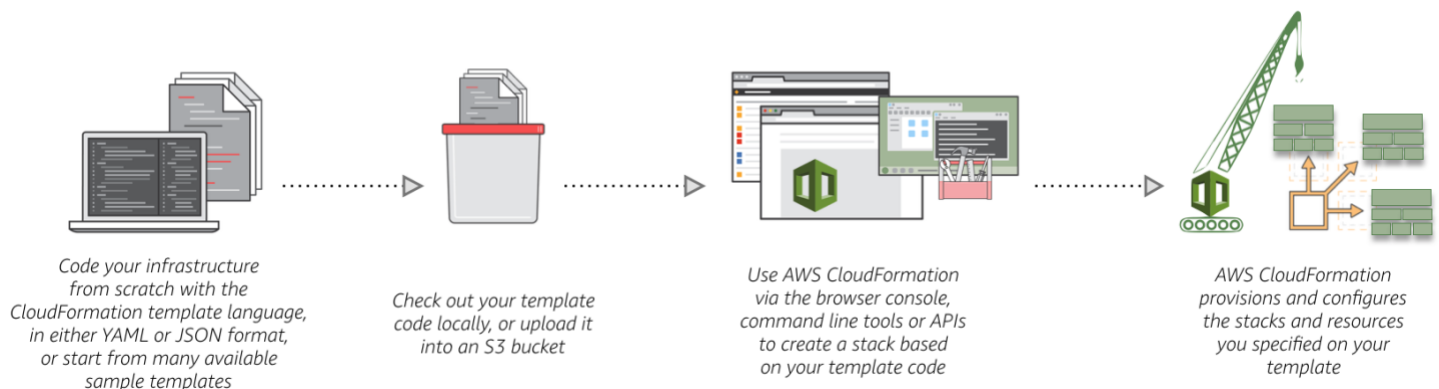 Code your infrastructure
from scratch with the
CloudFormation template language,
in either YAML or JSON format,
or start from many available
sample templates
Check out your template
code locally, or upload it
into an S3 bucket
Use AWS CloudFormation
via the browser console,
command line tools or APIs
to create a stack based
on your template code
AWS CloudFormation
provisions and configures
the stacks and resources
you specified on your
template